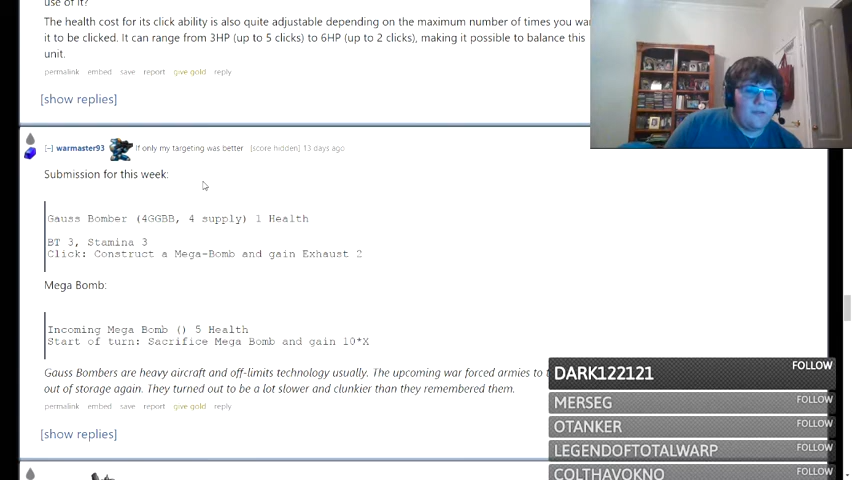 use of it?
The health cost for its click ability is also quite adjustable depending on the maximum number of times you
it to be clicked. It can range from 3HP (up to 5 clicks) to 6HP (up to 2 clicks), making it possible to balance this
unit.
permalink embed save report give gold reply
[show replies]
[–] warmaster93 If only my targeting was better [score hidden] 13 days ago
Submission for this week:
Gauss Bomber (4GGBB, 4 supply) 1 Health
BT 3, Stamina 3
Click: Construct a Mega-Bomb and gain Exhaust 2
Mega Bomb:
Incoming Mega Bomb () 5 Health
Start of turn: Sacrifice Mega Bomb and gain 10*X
Gauss Bombers are heavy aircraft and off-limits technology usually. The upcoming war forced armies to
out of storage again. They turned out to be a lot slower and clunkier than they remembered them.
permalink embed save report give gold reply
[show replies]
DARK122121 FOLLOW
MERSEG FOLLOW
OTANKER FOLLOW
LEGENDOFTOTALWARP FOLLOW
COLTHAVOKNO FOLLOW